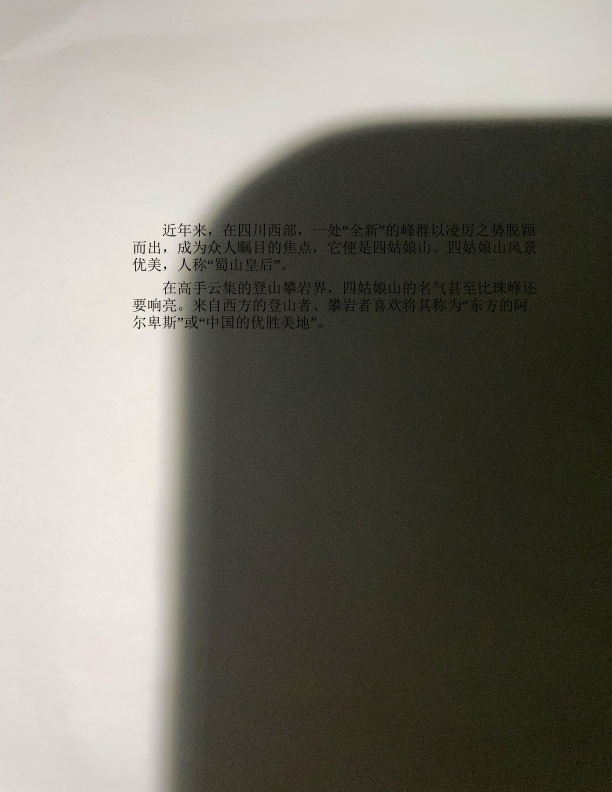 近年来，在四川西部，一处“全新”的峰群以凌厉之势脱颖
而出，成为众人瞩目的焦点，它便是四姑娘山。四姑娘山风景
优美，人称“蜀山皇后”。
在高手云集的登山攀岩界，四姑娘山的名气甚至比珠峰还
要响亮。来自西方的登山者、攀岩者喜欢将其称为“东方的阿
尔卑斯”或“中国的优胜美地”。